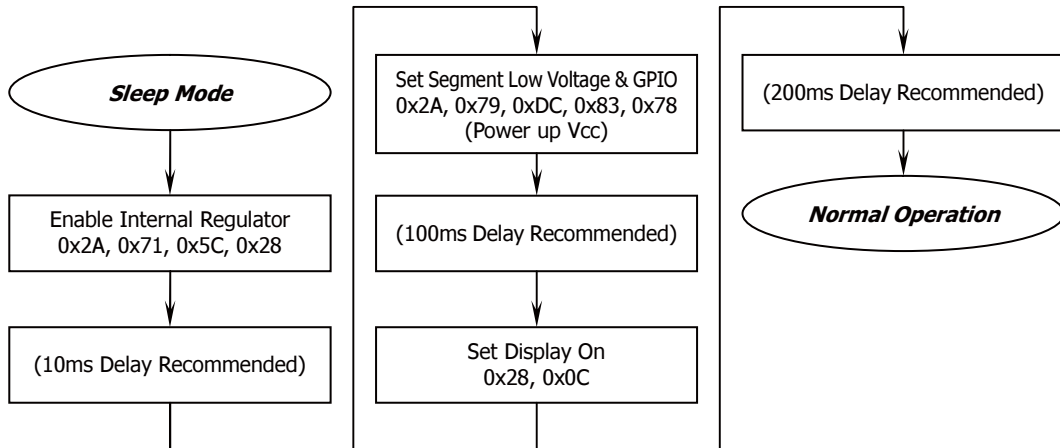 Sleep Mode
Enable Internal Regulator
0x2A, 0x71, 0x5C, 0x28
(10ms Delay Recommended)
Set Segment Low Voltage & GPIO
0x2A, 0x79, 0xDC, 0x83, 0x78
(Power up Vcc)
(100ms Delay Recommended)
Set Display On
0x28, 0x0C
(200ms Delay Recommended)
Normal Operation